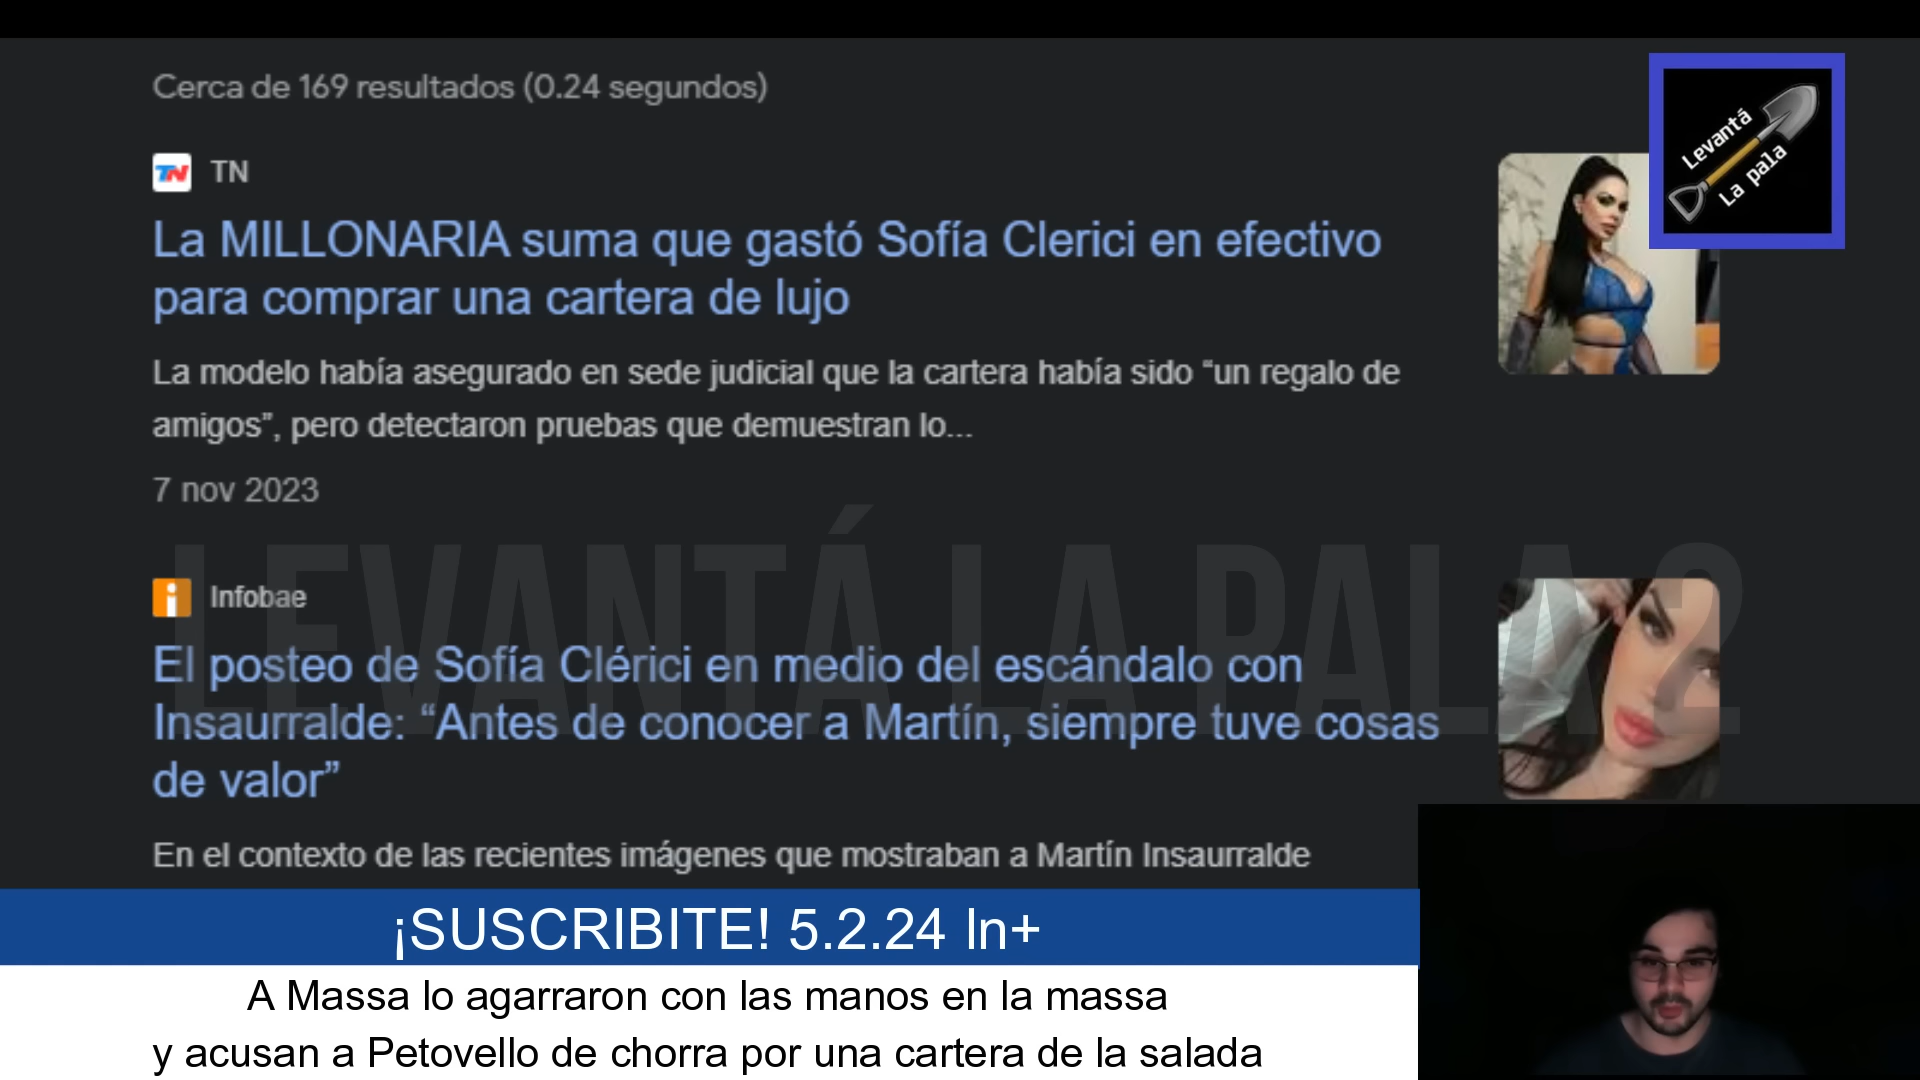 Cerca de 169 resultados (0.24 segundos)
TN
TN
Levantá
La pala
La MILLONARIA suma que gastó Sofía Clerici en efectivo
para comprar una cartera de lujo
La modelo había asegurado en sede judicial que la cartera había sido “un regalo de
amigos”, pero detectaron pruebas que demuestran lo...
7 nov 2023
LEVANTÁ LA PALA 2
i Infobae
El posteo de Sofía Clérici en medio del escándalo con
Insaurralde: “Antes de conocer a Martín, siempre tuve cosas
de valor”
En el contexto de las recientes imágenes que mostraban a Martín Insaurralde
¡SUSCRIBITE! 5.2.24 ln+
A Massa lo agarraron con las manos en la massa
y acusan a Petovello de chorra por una cartera de la salada